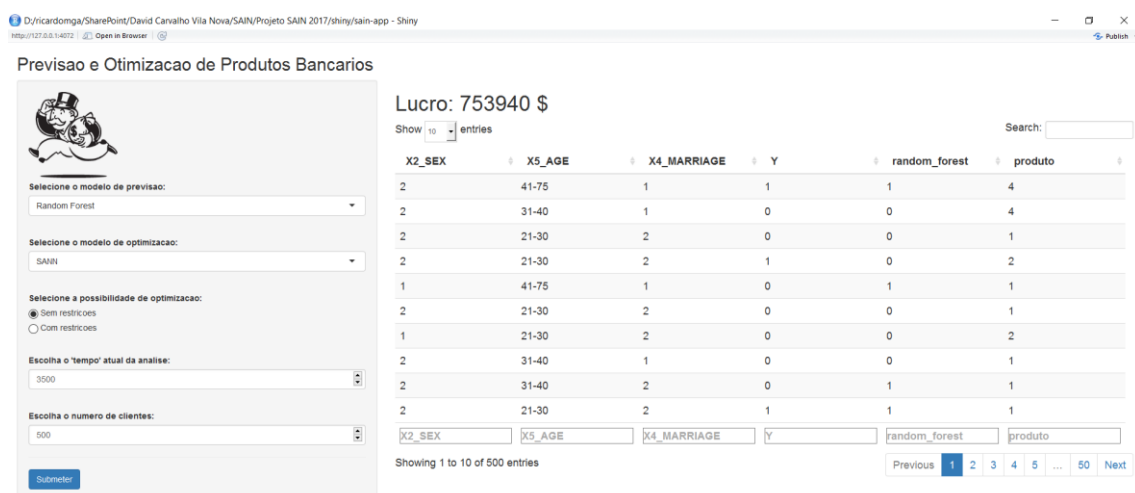 D:/ricardomga/SharePoint/David Carvalho Vila Nova/SAIN/Projeto SAIN 2017/shiny/sain-app - Shiny
http://127.0.0.1:4072 Open in Browser Publish
Previsao e Otimizacao de Produtos Bancarios
Selecione o modelo de previsao:
Random Forest
Selecione o modelo de optimizacao:
SANN
Selecione a possibilidade de optimizacao:
Sem restricoes
Com restricoes
Escolha o 'tempo' atual da analise:
3500
Escolha o numero de clientes:
500
Submeter
Lucro: 753940 $
Show 10 entries Search:
X2_SEX X5_AGE X4_MARRIAGE Y random_forest produto
2 41-75 1 1 1 4
2 31-40 1 0 0 4
2 21-30 2 0 0 1
2 21-30 2 1 0 2
1 41-75 1 0 1 1
2 21-30 2 0 0 1
1 21-30 2 0 0 2
2 31-40 1 0 0 1
2 31-40 2 0 1 1
2 21-30 2 1 1 1
X2_SEX X5_AGE X4_MARRIAGE Y random_forest produto
Showing 1 to 10 of 500 entries
Previous 1 2 3 4 5 ... 50 Next